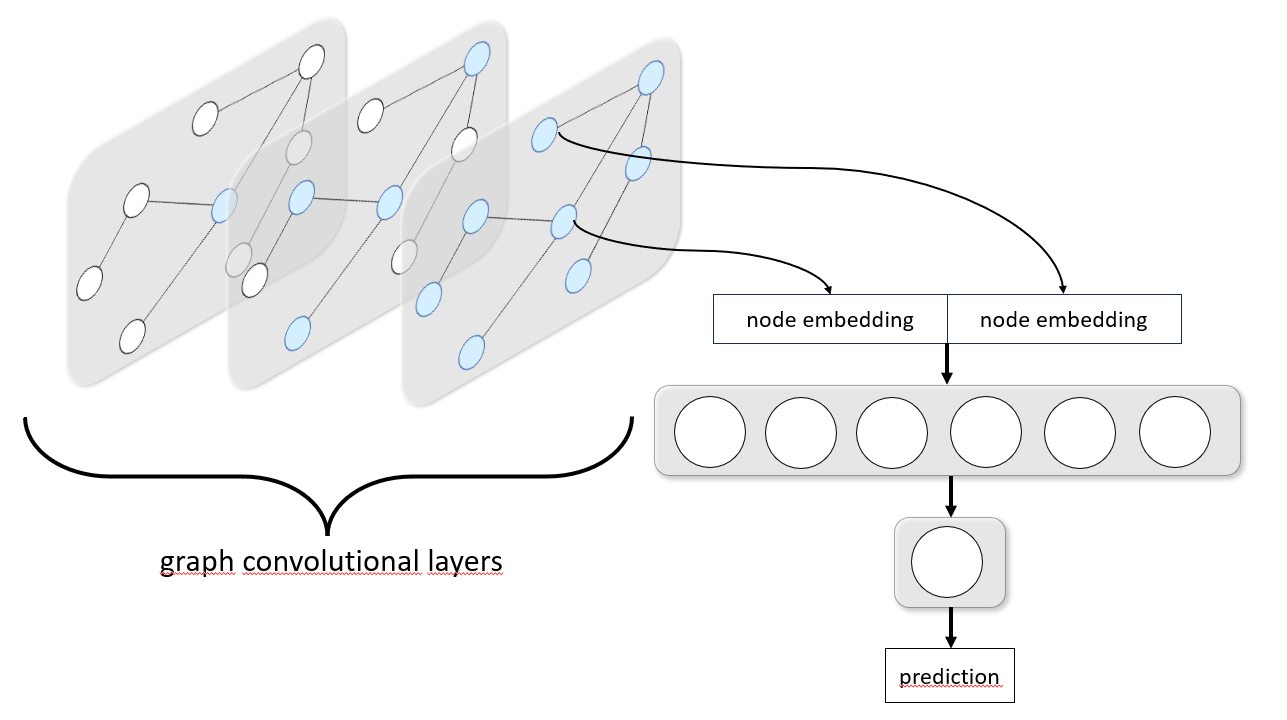 node embedding
node embedding
graph convolutional layers
prediction